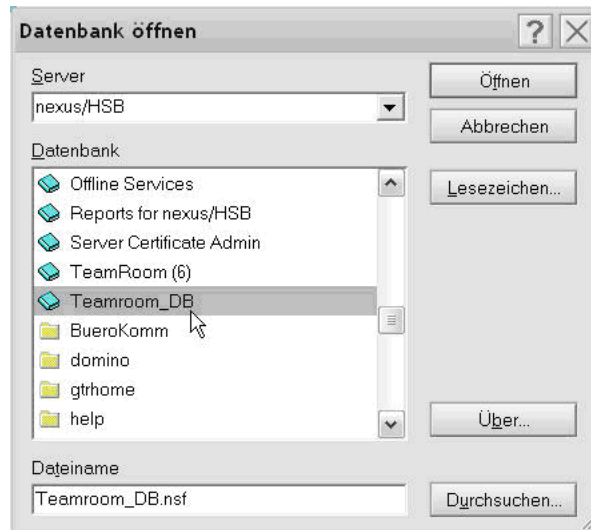 Datenbank öffnen
?
Server
nexus/HSB
Datenbank
Offline Services
Reports for nexus/HSB
Server Certificate Admin
TeamRoom (6)
Teamroom_DB
BueroKomm
domino
gtrhome
help
Dateiname
Teamroom_DB.nsf
Öffnen
Abbrechen
Lesezeichen...
Über...
Durchsuchen...